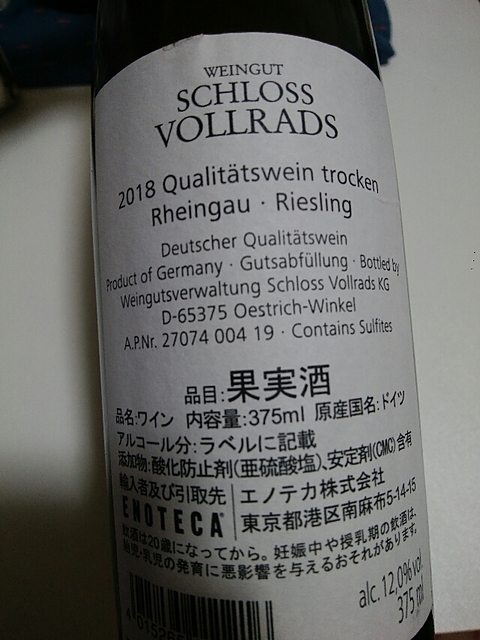 WEINGUT
SCHLOSS
VOLLRADS
2018 Qualitätswein trocken
Rheingau · Riesling
Deutscher Qualitätswein
Product of Germany · Gutsabfüllung · Bottled by
Weingutsverwaltung Schloss Vollrads KG
D-65375 Oestrich-Winkel
A.P.Nr. 27074 004 19 · Contains Sulfites
品目:果実酒
品名:ワイン 内容量:375ml 原産国名:ドイツ
アルコール分:ラベルに記載
添加物:酸化防止剤(亜硫酸塩)、安定剤(CMC)含有
輸入者及び引取先 エノテカ株式会社
ENOTECA 東京都港区南麻布5-14-15
飲酒は20歳になってから。妊娠中や授乳期の飲酒は、
胎児・乳児の発育に悪影響を与えるおそれがあります。
alc. 12,0% vol.
375 ml